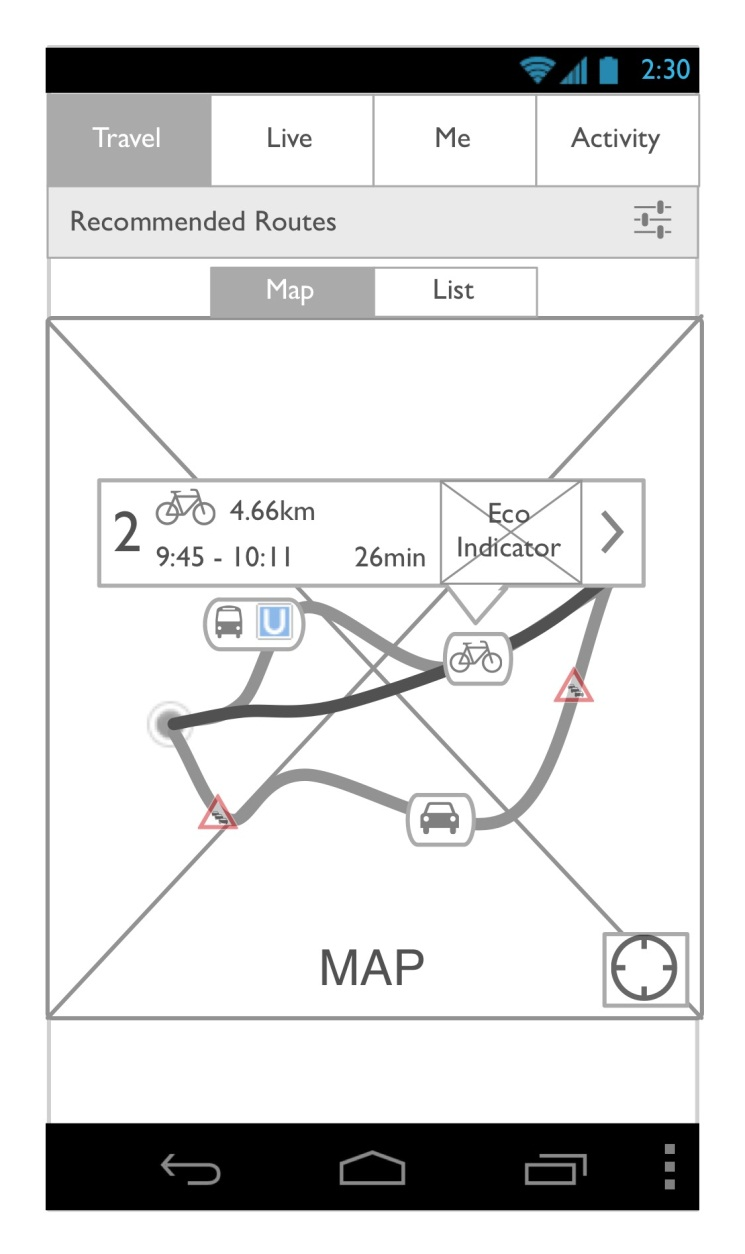 2:30
Travel Live Me Activity
Recommended Routes
Map List
2 4.66km
9:45 - 10:11 26min
Eco
Indicator
U
MAP